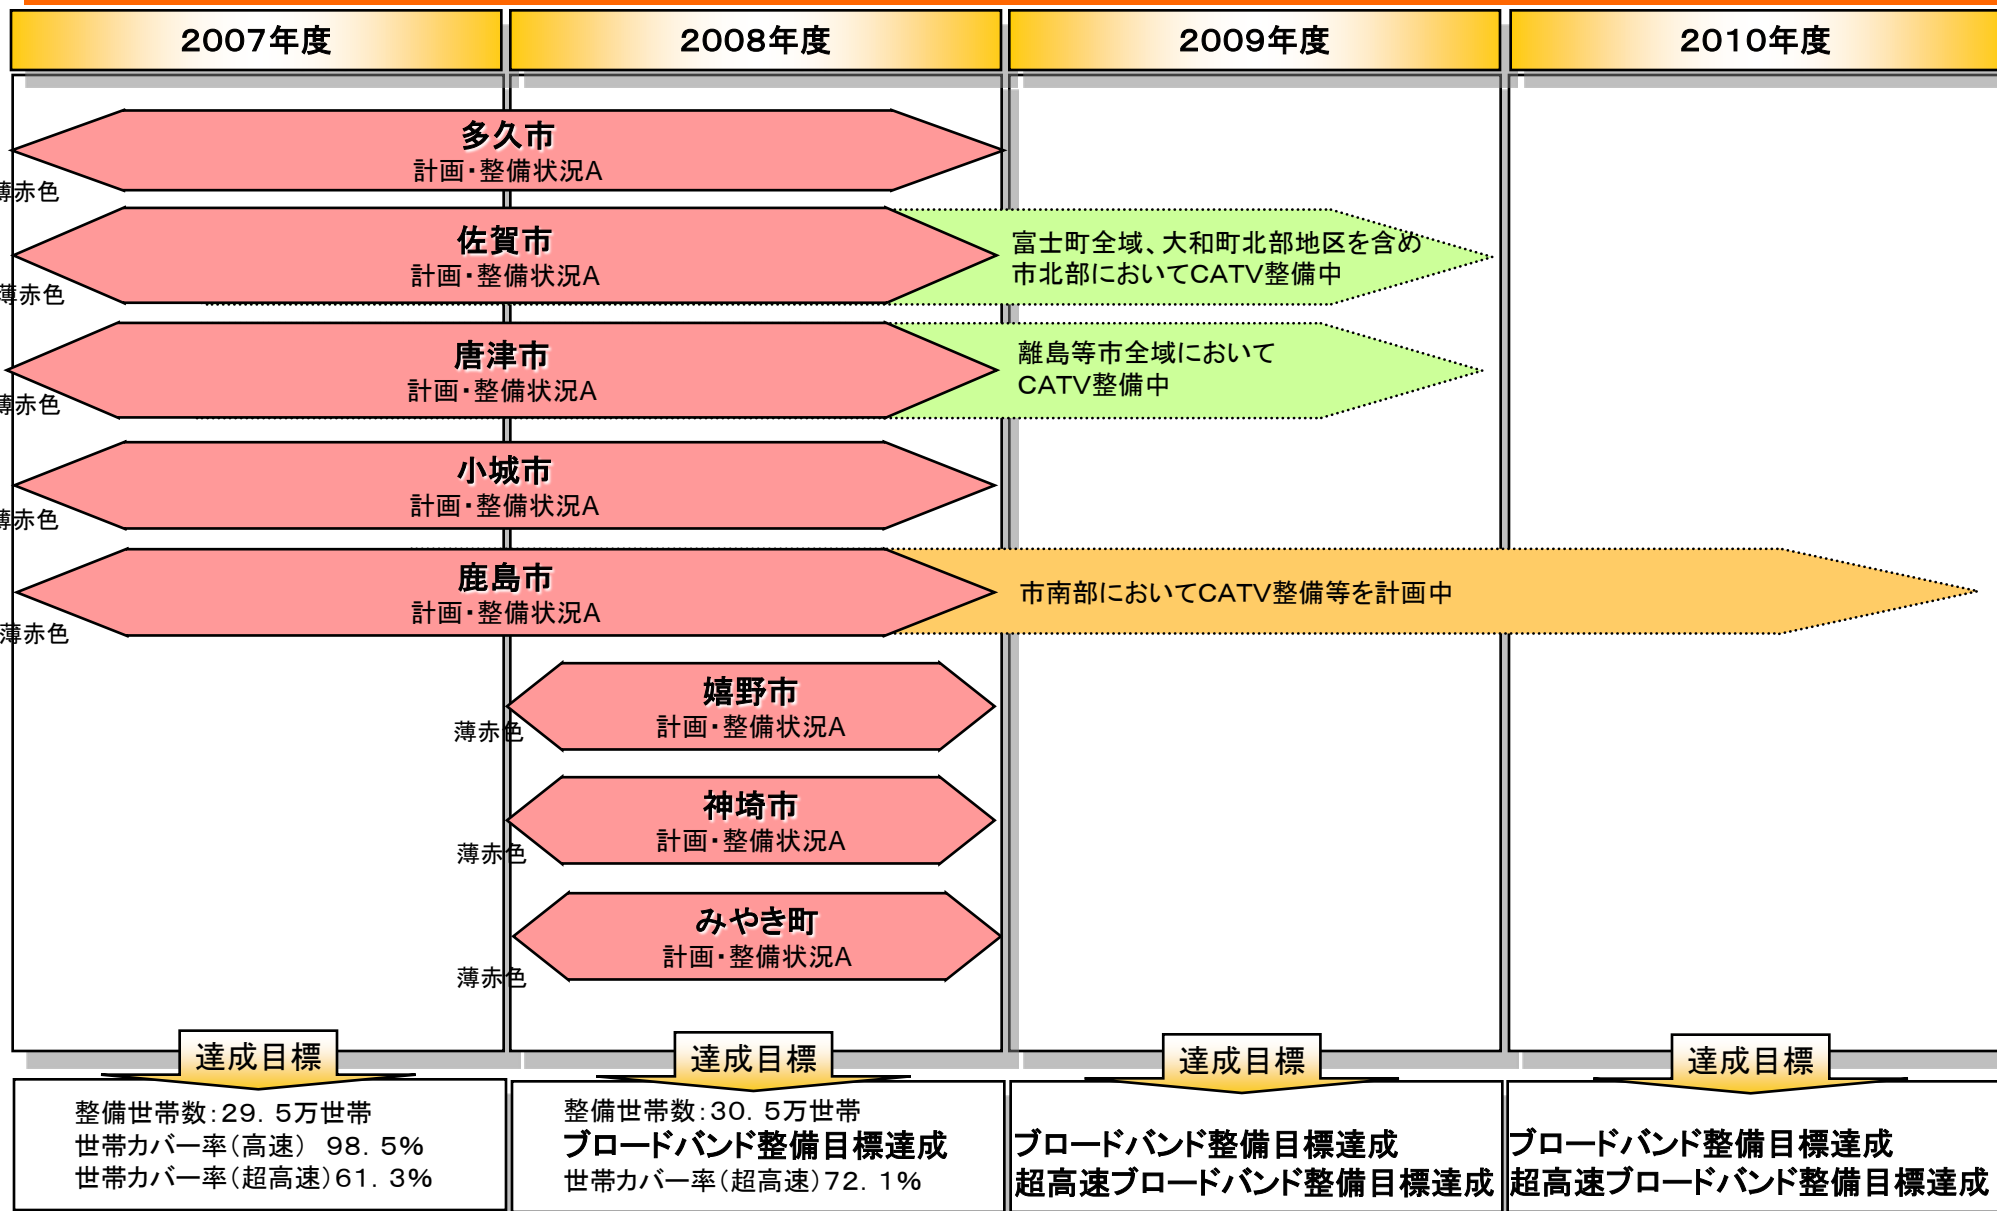 2007年度
2008年度
2009年度
2010年度
多久市
計画・整備状況A
薄赤色
佐賀市
計画・整備状況A
薄赤色
富士町全域、大和町北部地区を含め
市北部においてCATV整備中
唐津市
計画・整備状況A
薄赤色
離島等市全域において
CATV整備中
小城市
計画・整備状況A
薄赤色
鹿島市
計画・整備状況A
薄赤色
市南部においてCATV整備等を計画中
嬉野市
計画・整備状況A
薄赤色
神埼市
計画・整備状況A
薄赤色
みやき町
計画・整備状況A
薄赤色
達成目標
整備世帯数:29．5万世帯
世帯カバー率(高速) 98．5%
世帯カバー率(超高速)61．3%
達成目標
整備世帯数:30．5万世帯
ブロードバンド整備目標達成
世帯カバー率(超高速)72．1%
達成目標
ブロードバンド整備目標達成
超高速ブロードバンド整備目標達成
達成目標
ブロードバンド整備目標達成
超高速ブロードバンド整備目標達成